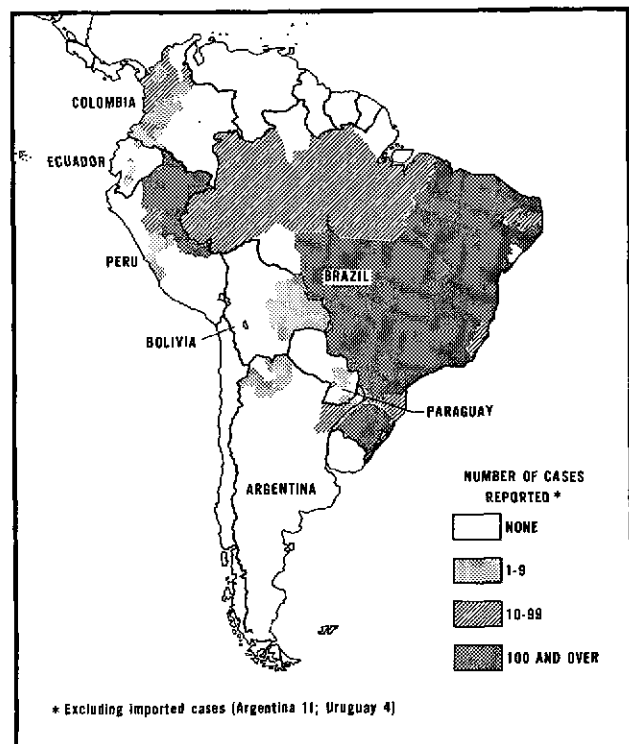 COLOMBIA
ECUADOR
PERU
BRAZIL
BOLIVIA
PARAGUAY
ARGENTINA
NUMBER OF CASES
REPORTED *
NONE
1-9
10-99
100 AND OVER
* Excluding imported cases (Argentina 11; Uruguay 4)